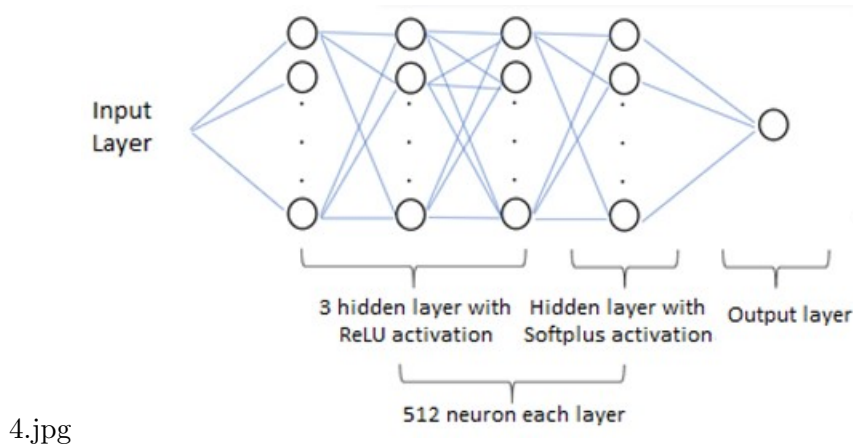 Input
Layer
3 hidden layer with
ReLU activation
Hidden layer with
Softplus activation
Output layer
512 neuron each layer
4.jpg